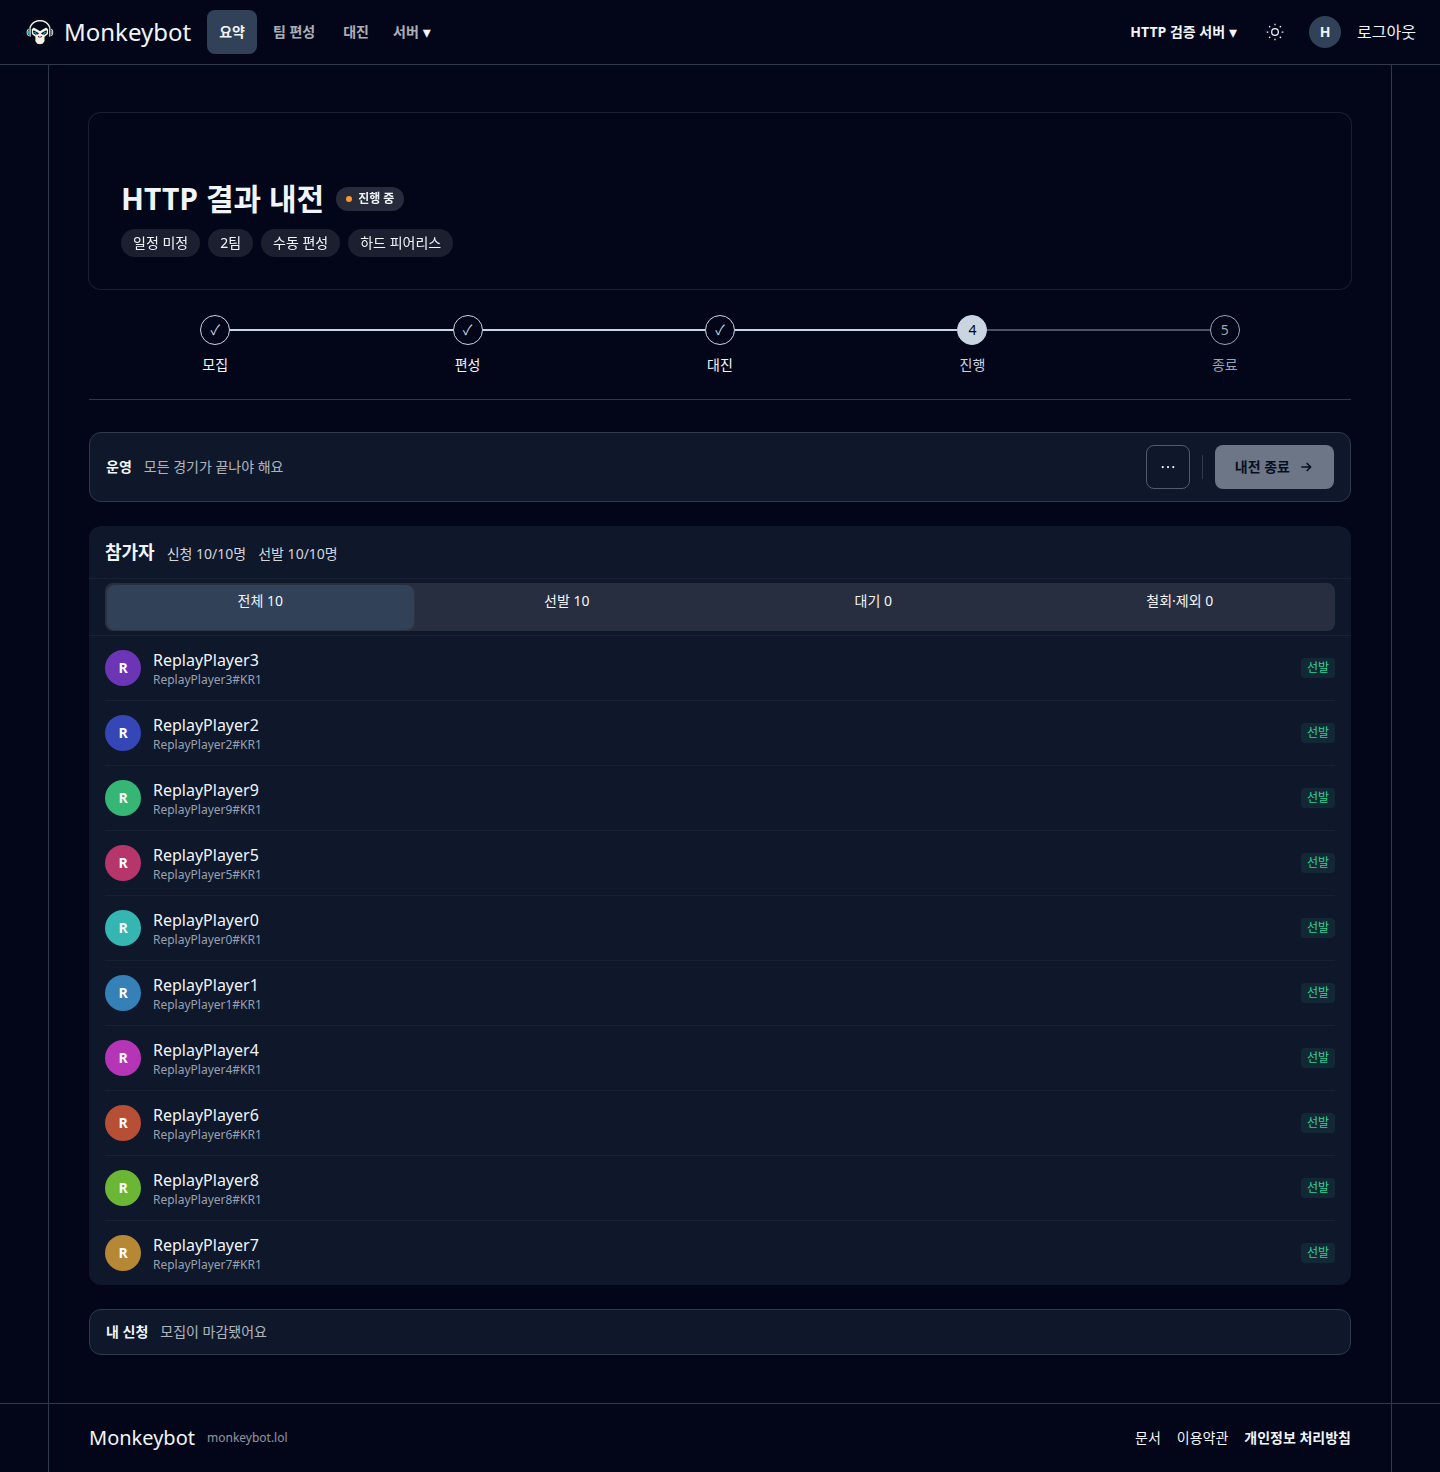 Monkeybot 요약 팀 편성 대진 서버 ▾ HTTP 검증 서버 ▾ H 로그아웃
HTTP 결과 내전 진행 중
일정 미정 2팀 수동 편성 하드 피어리스
✓ ✓ ✓ 4 5
모집 편성 대진 진행 종료
운영 모든 경기가 끝나야 해요 ··· 내전 종료 →
참가자 신청 10/10명 선발 10/10명
전체 10 선발 10 대기 0 철회·제외 0
R ReplayPlayer3 선발
ReplayPlayer3#KR1
R ReplayPlayer2 선발
ReplayPlayer2#KR1
R ReplayPlayer9 선발
ReplayPlayer9#KR1
R ReplayPlayer5 선발
ReplayPlayer5#KR1
R ReplayPlayer0 선발
ReplayPlayer0#KR1
R ReplayPlayer1 선발
ReplayPlayer1#KR1
R ReplayPlayer4 선발
ReplayPlayer4#KR1
R ReplayPlayer6 선발
ReplayPlayer6#KR1
R ReplayPlayer8 선발
ReplayPlayer8#KR1
R ReplayPlayer7 선발
ReplayPlayer7#KR1
내 신청 모집이 마감됐어요
Monkeybot monkeybot.lol 문서 이용약관 개인정보 처리방침